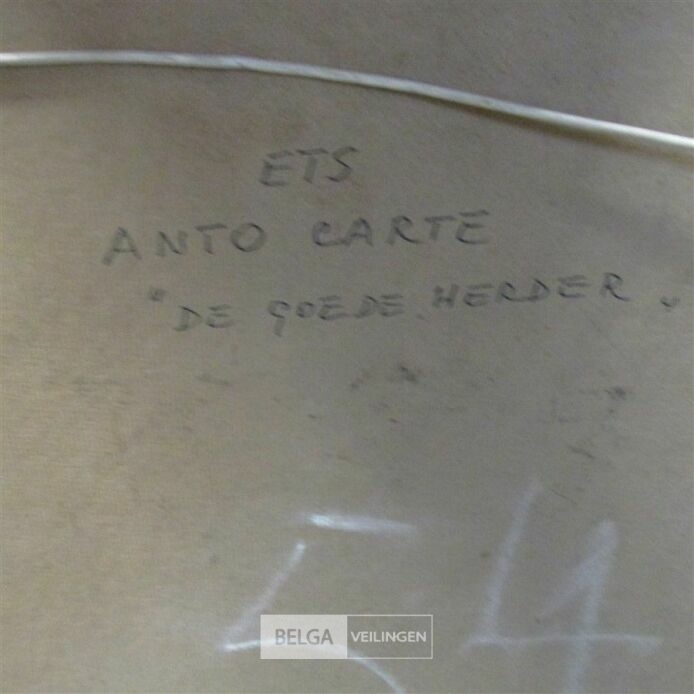 ETS
ANTO CARTE
"DE GOEDE HERDER"
54
BELGA VEILINGEN